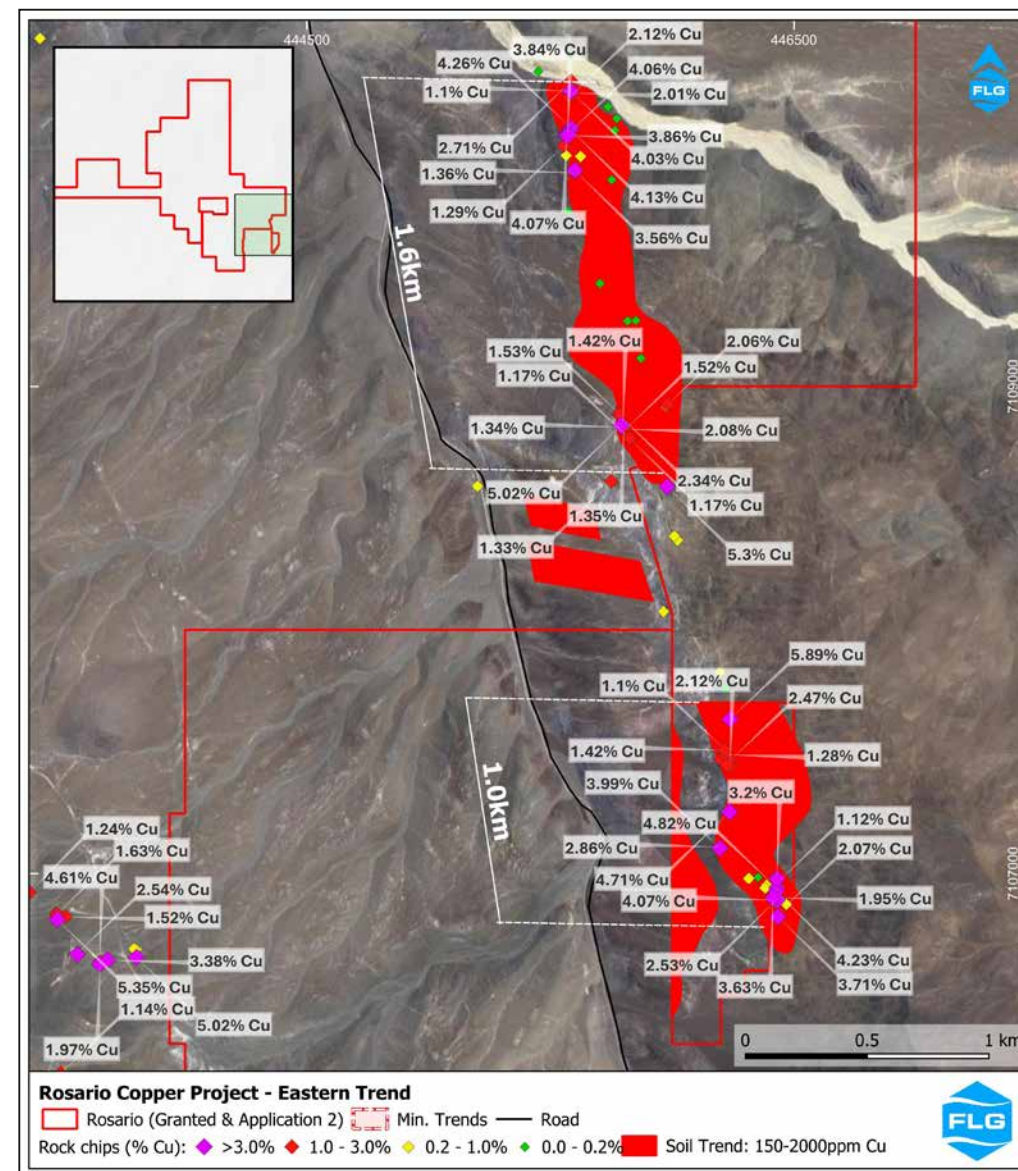 444500
446500
FLG
2.12% Cu
3.84% Cu
4.26% Cu
4.06% Cu
1.1% Cu
2.01% Cu
3.86% Cu
2.71% Cu
4.03% Cu
1.36% Cu
4.13% Cu
1.29% Cu
4.07% Cu
3.56% Cu
1.6km
1.42% Cu
2.06% Cu
1.53% Cu
1.52% Cu
1.17% Cu
7109000
1.34% Cu
2.08% Cu
2.34% Cu
5.02% Cu
1.17% Cu
1.35% Cu
1.33% Cu
5.3% Cu
5.89% Cu
2.12% Cu
1.1% Cu
2.47% Cu
1.42% Cu
1.28% Cu
3.99% Cu
3.2% Cu
1.0km
4.82% Cu
1.12% Cu
2.86% Cu
2.07% Cu
4.71% Cu
4.07% Cu
1.95% Cu
7107000
2.53% Cu
4.23% Cu
3.63% Cu
3.71% Cu
1.24% Cu
1.63% Cu
4.61% Cu
2.54% Cu
1.52% Cu
3.38% Cu
5.35% Cu
1.14% Cu
5.02% Cu
1.97% Cu
0 0.5 1 km
Rosario Copper Project - Eastern Trend
Rosario (Granted & Application 2) Min. Trends Road
Rock chips (% Cu): >3.0% 1.0 - 3.0% 0.2 - 1.0% 0.0 - 0.2% Soil Trend: 150-2000ppm Cu
FLG